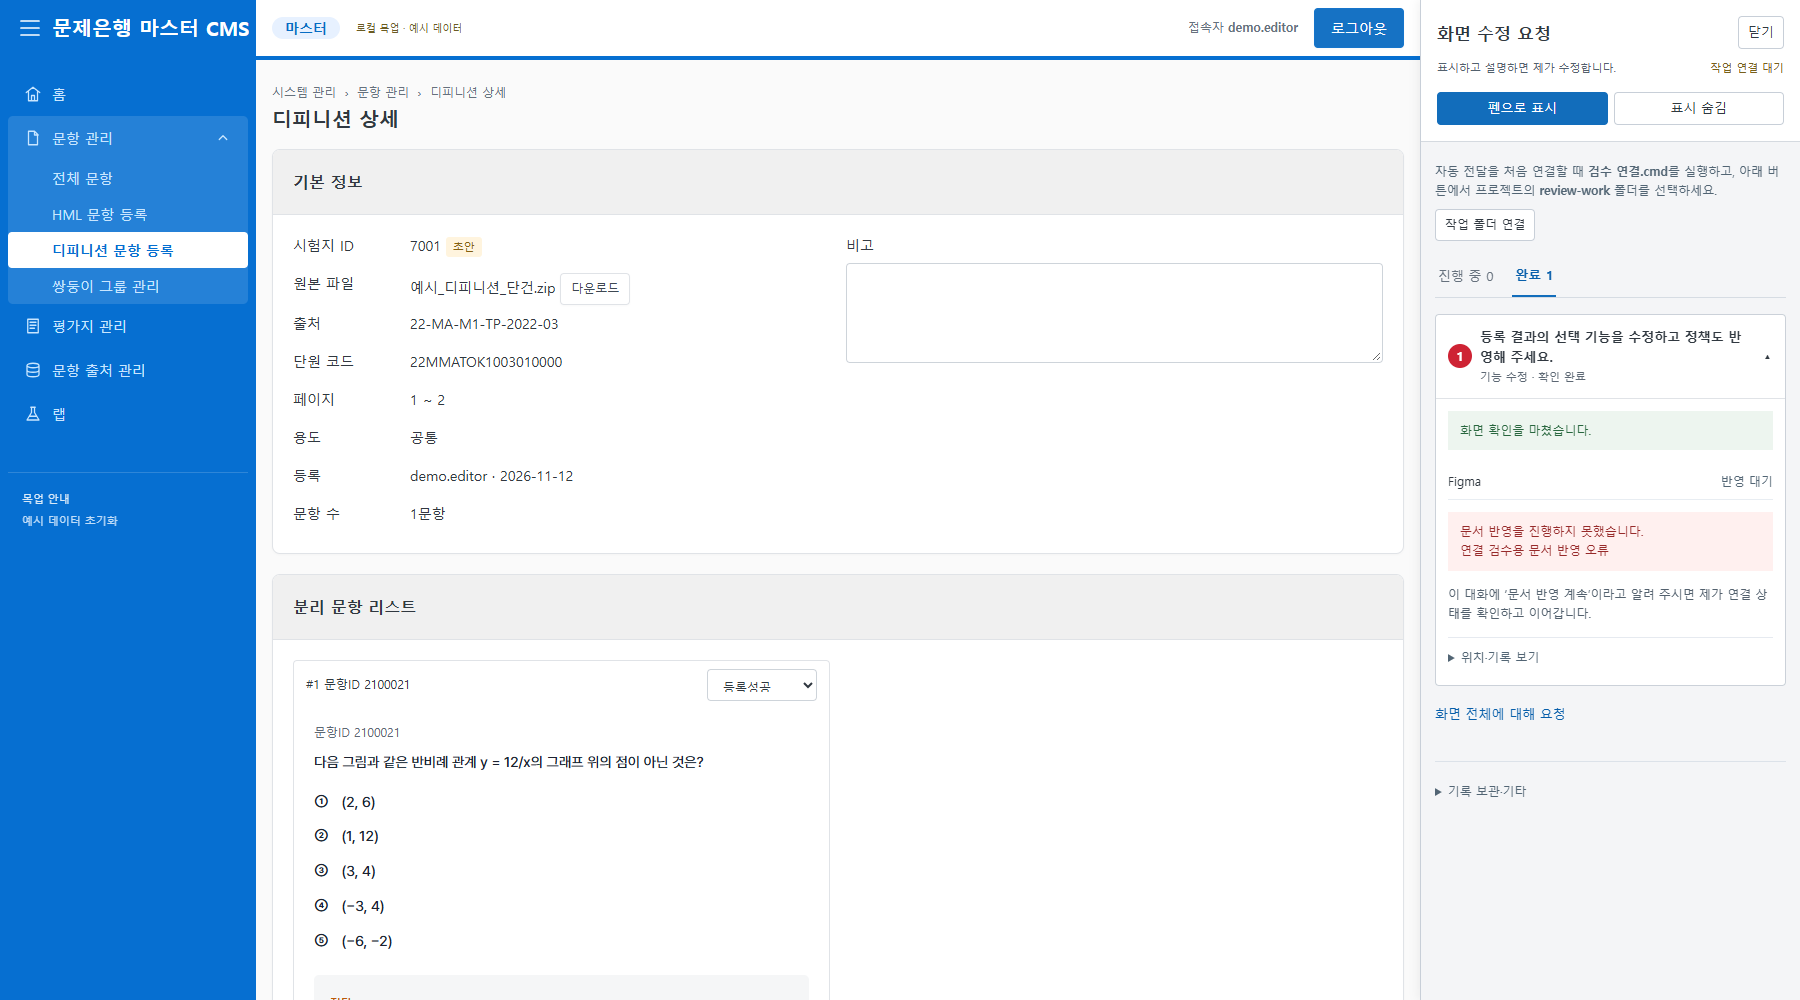 문제은행 마스터 CMS
홈
문항 관리
전체 문항
HML 문항 등록
디피니션 문항 등록
쌍둥이 그룹 관리
평가지 관리
문항 출처 관리
랩
목업 안내
예시 데이터 초기화
마스터
로컬 목업 · 예시 데이터
접속자 demo.editor
로그아웃
시스템 관리 › 문항 관리 › 디피니션 상세
디피니션 상세
기본 정보
시험지 ID
7001 초안
원본 파일
예시_디피니션_단건.zip 다운로드
출처
22-MA-M1-TP-2022-03
단원 코드
22MMATOK1003010000
페이지
1 ~ 2
용도
공통
등록
demo.editor · 2026-11-12
문항 수
1문항
비고
분리 문항 리스트
#1 문항ID 2100021
등록성공
문항ID 2100021
다음 그림과 같은 반비례 관계 y = 12/x의 그래프 위의 점이 아닌 것은?
① (2, 6)
② (1, 12)
③ (3, 4)
④ (−3, 4)
⑤ (−6, −2)
화면 수정 요청
닫기
표시하고 설명하면 제가 수정합니다.
작업 연결 대기
펜으로 표시
표시 숨김
자동 전달을 처음 연결할 때 검수 연결.cmd를 실행하고, 아래 버
튼에서 프로젝트의 review-work 폴더를 선택하세요.
작업 폴더 연결
진행 중 0
완료 1
1
등록 결과의 선택 기능을 수정하고 정책도 반
영해 주세요.
기능 수정 · 확인 완료
화면 확인을 마쳤습니다.
Figma
반영 대기
문서 반영을 진행하지 못했습니다.
연결 검수용 문서 반영 오류
이 대화에 '문서 반영 계속'이라고 알려 주시면 제가 연결 상
태를 확인하고 이어갑니다.
위치·기록 보기
화면 전체에 대해 요청
기록 보관·기타